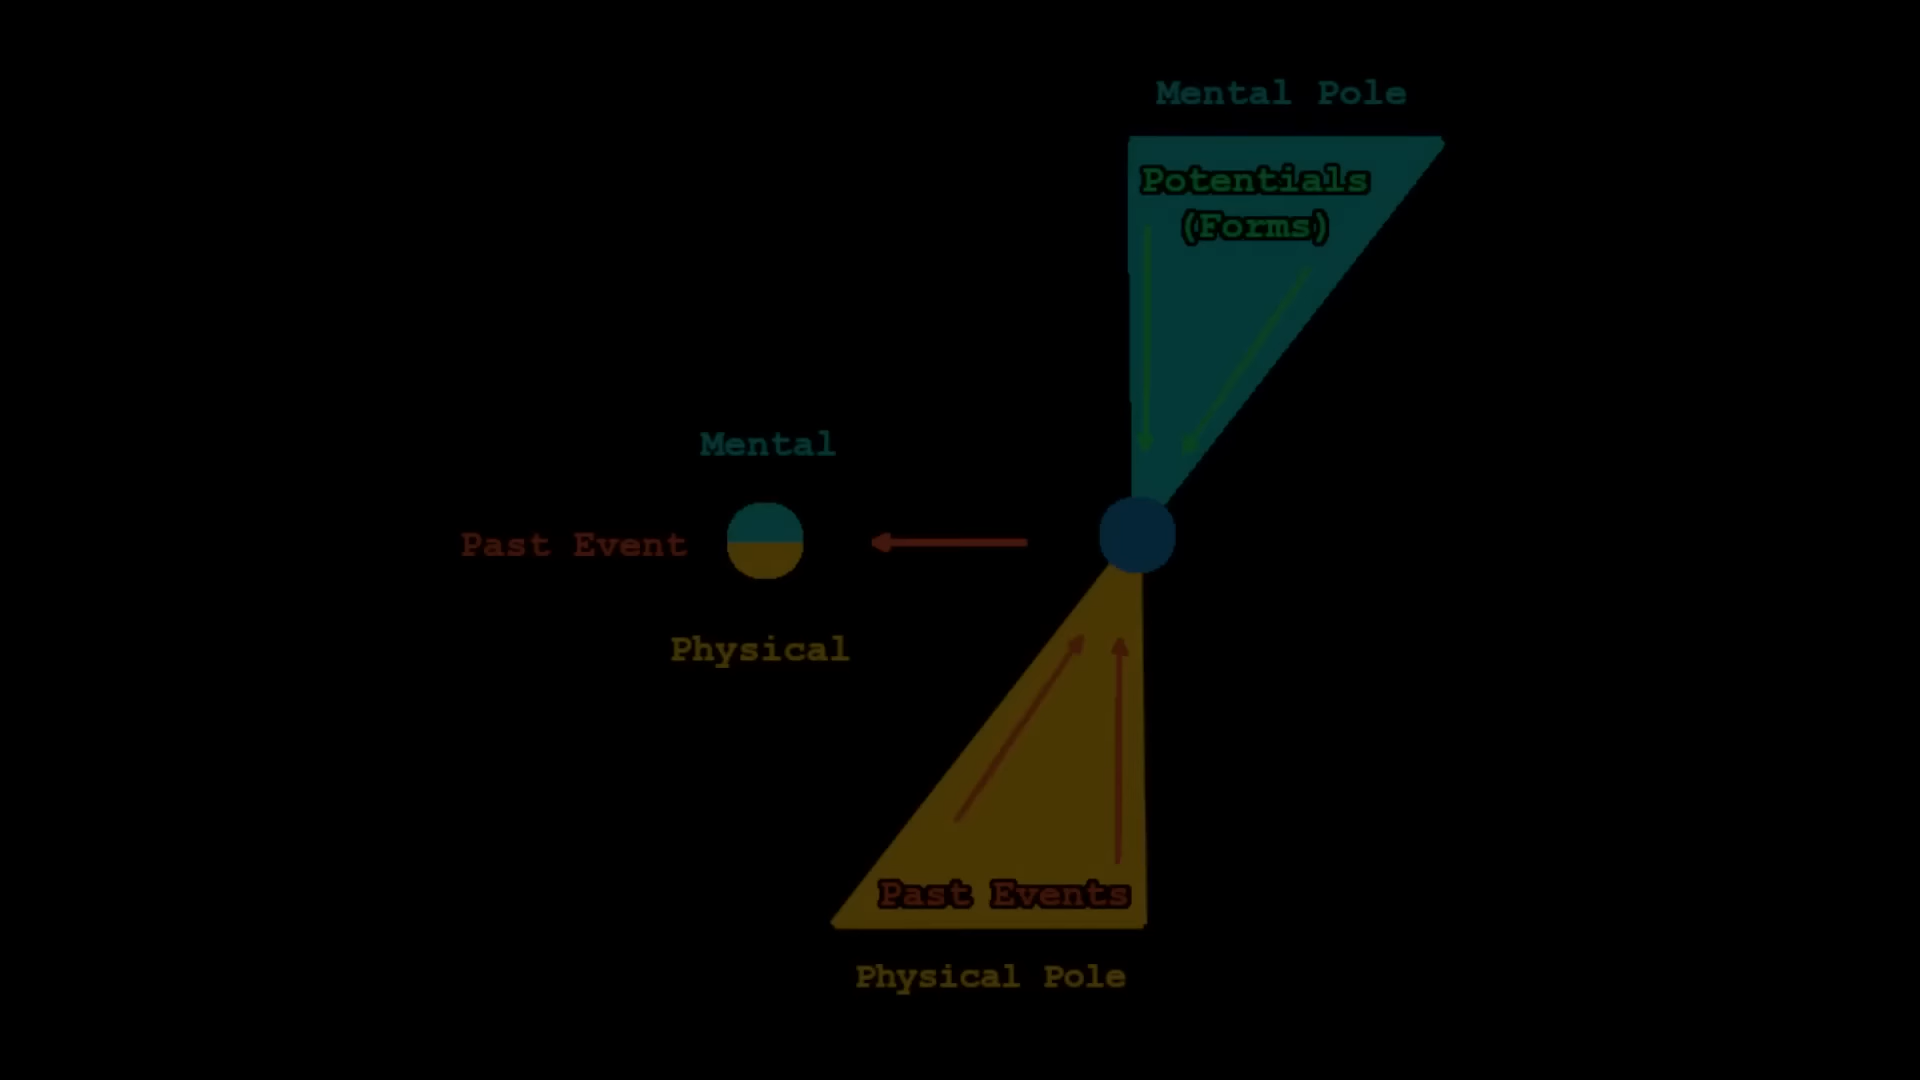 Mental Pole
Potentials
(Forms)
Mental
Past Event
Physical
Past Events
Physical Pole